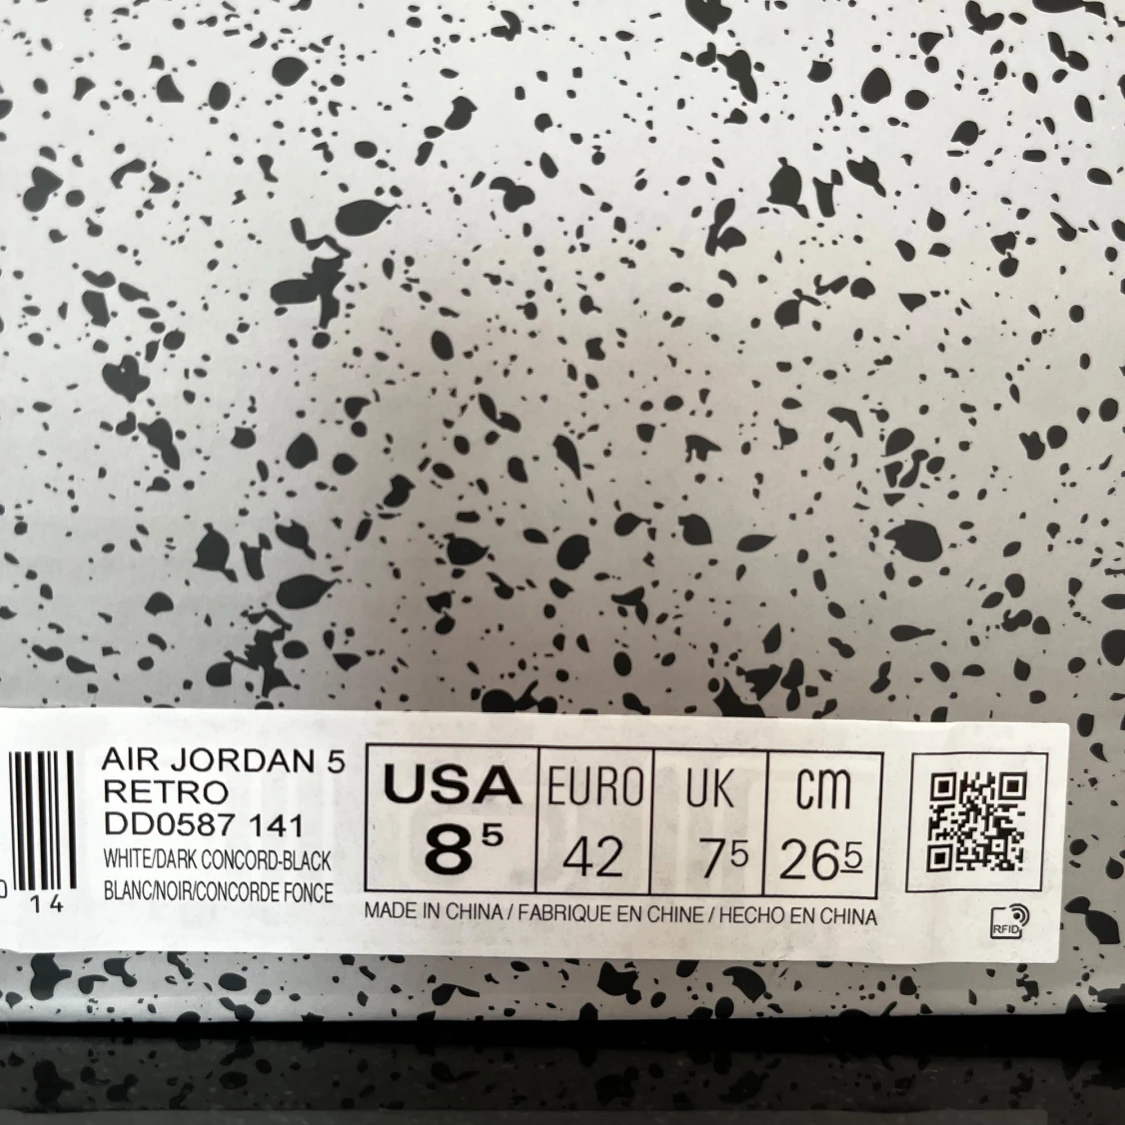 AIR JORDAN 5
RETRO
DD0587 141
WHITE/DARK CONCORD-BLACK
BLANC/NOIR/CONCORDE FONCE
0 14
USA EURO UK cm
8⁵ 42 7⁵ 26⁵
MADE IN CHINA / FABRIQUE EN CHINE / HECHO EN CHINA
RFID